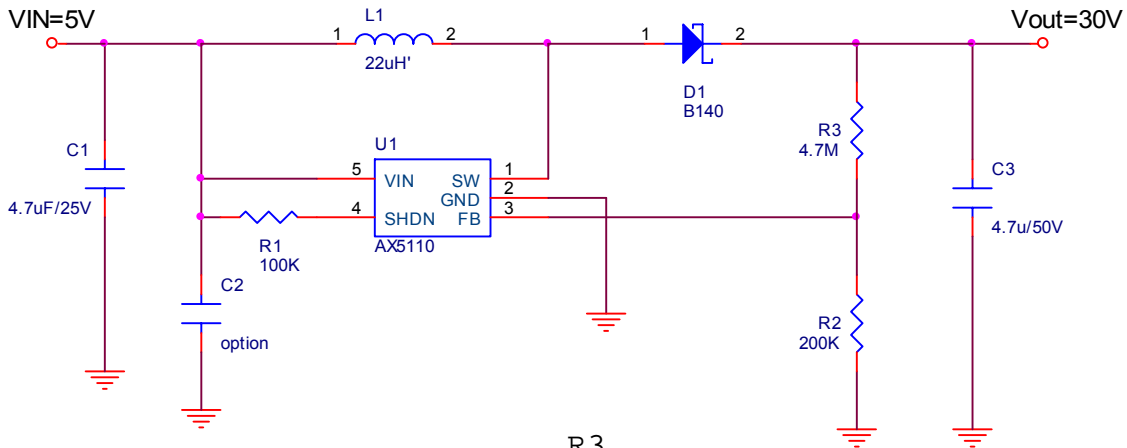 VIN=5V
Vout=30V
L1
1
2
22uH'
1
2
D1
B140
R3
4.7M
C1
4.7uF/25V
U1
5
VIN
SW
1
GND
2
4
SHDN
FB
3
AX5110
R1
100K
C3
4.7u/50V
C2
option
R2
200K
R3